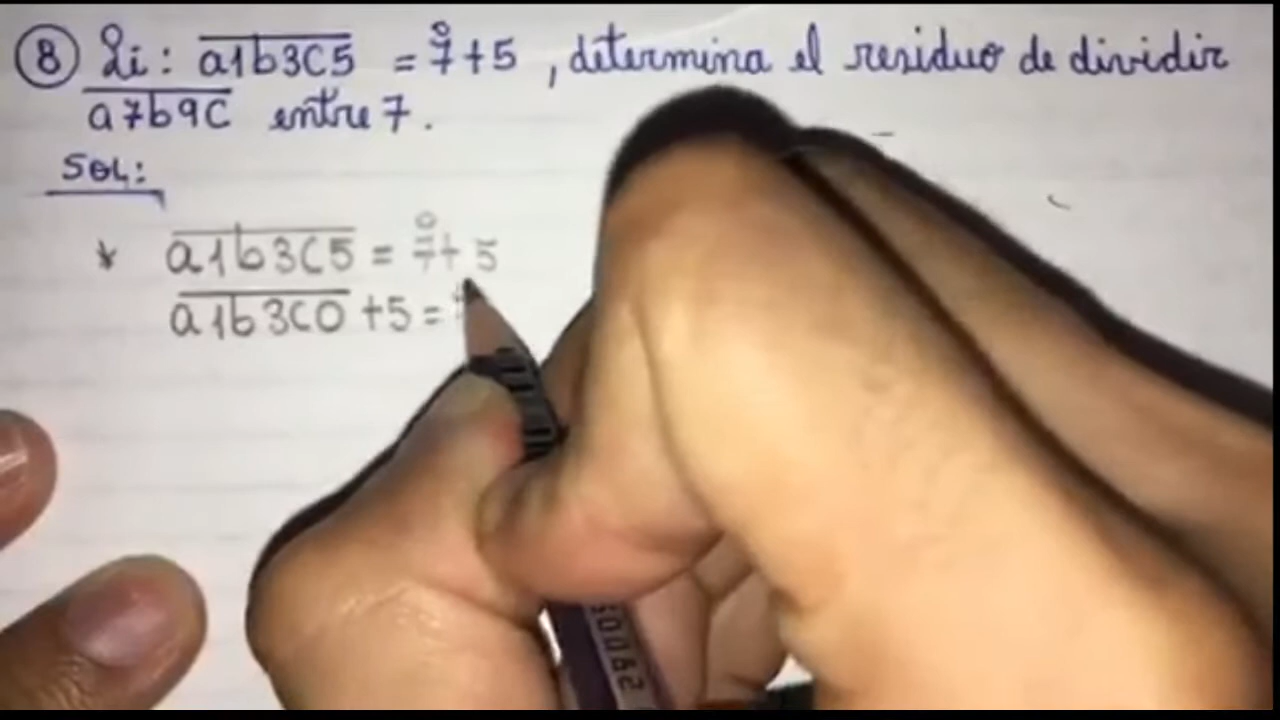 8 Si: a1b3C5 = 7̊+5, determina el residuo de dividir
a7b9C entre 7.
SOL:
* a1b3C5 = 7̊+5
a1b3C0 +5 =